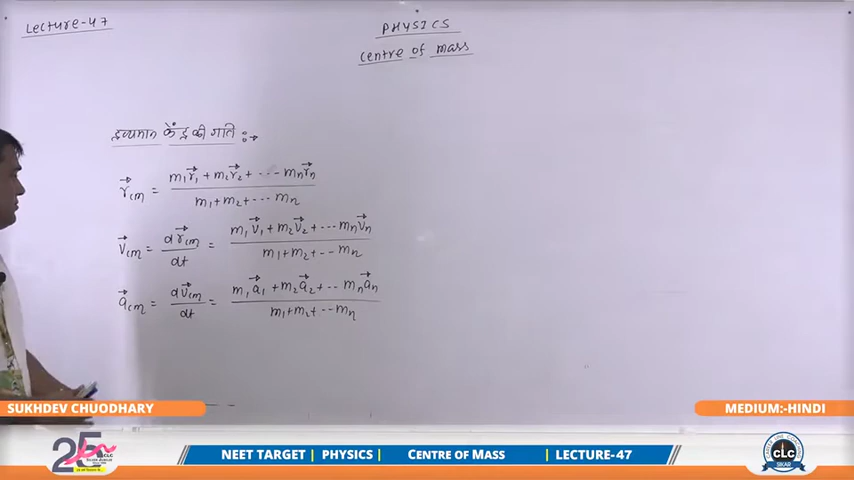 Lecture-47
PHYSICS
Centre of mass
द्रव्यमान केंद्र की गति :→
r⃗cm = (m₁r⃗₁ + m₂r⃗₂ + --- mₙr⃗ₙ) / (m₁ + m₂ + --- mₙ)
v⃗cm = dr⃗cm/dt = (m₁v⃗₁ + m₂v⃗₂ + --- mₙv⃗ₙ) / (m₁ + m₂ + --- mₙ)
a⃗cm = dv⃗cm/dt = (m₁a⃗₁ + m₂a⃗₂ + --- mₙa⃗ₙ) / (m₁ + m₂ + --- mₙ)
SUKHDEV CHUODHARY
MEDIUM:-HINDI
25
CLC
NEET TARGET | PHYSICS | CENTRE OF MASS | LECTURE-47
CLC
SIKAR